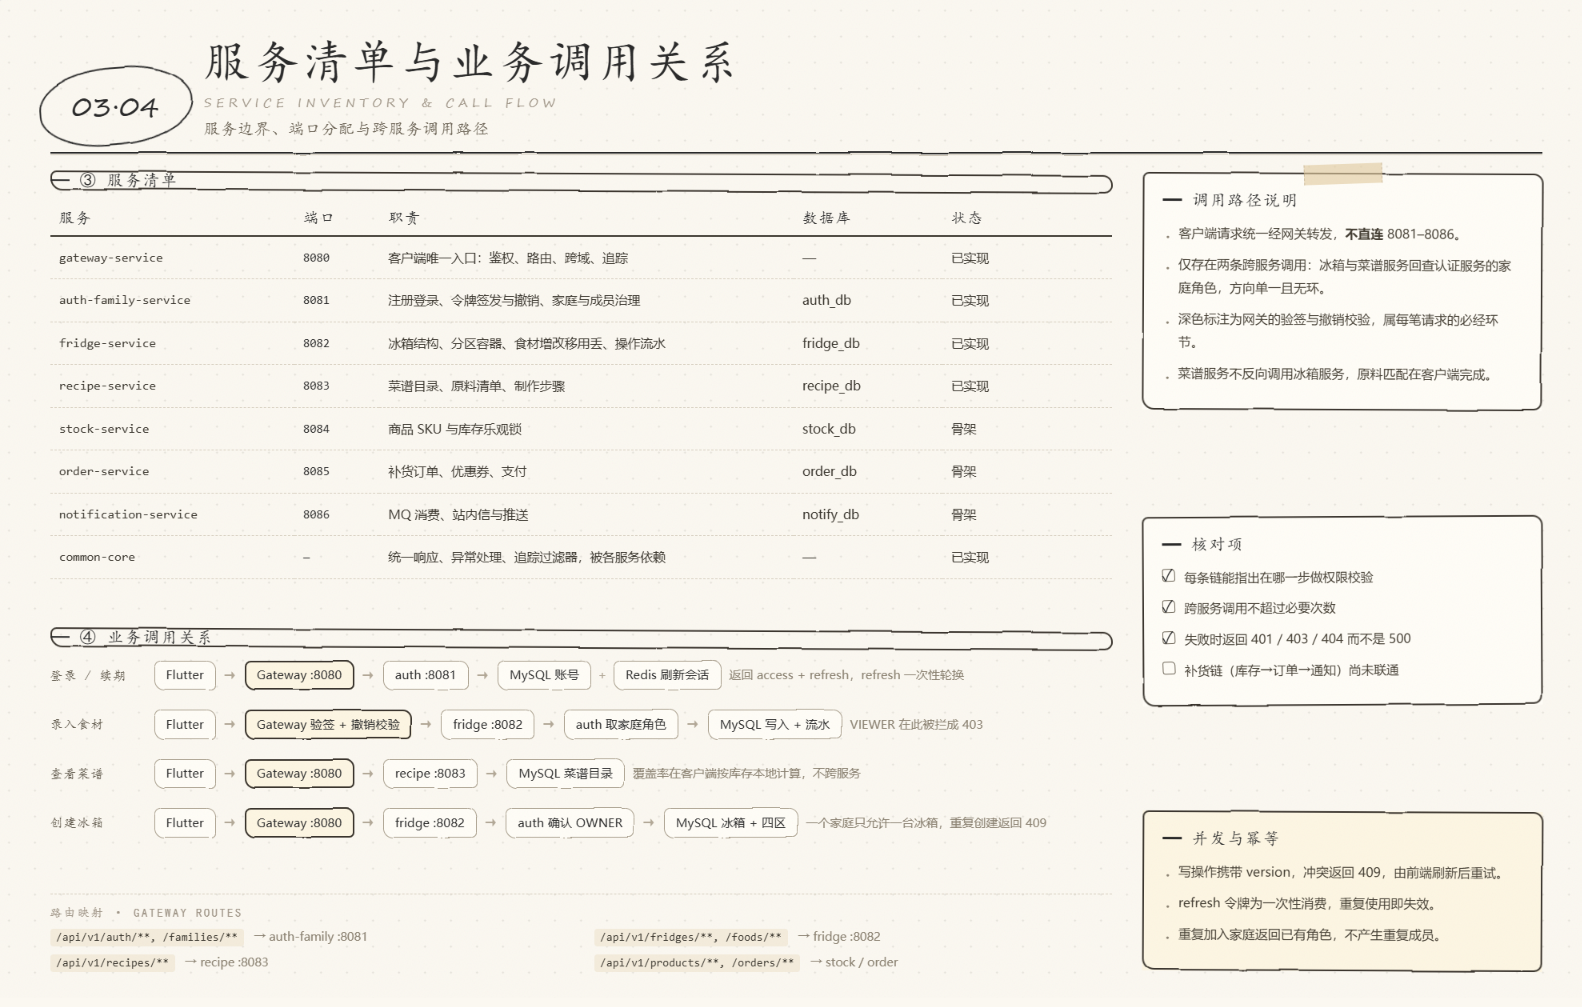 03·04
服务清单与业务调用关系
SERVICE INVENTORY & CALL FLOW
服务边界、端口分配与跨服务调用路径
③ 服务清单
服务 端口 职责 数据库 状态
gateway-service 8080 客户端唯一入口：鉴权、路由、跨域、追踪 — 已实现
auth-family-service 8081 注册登录、令牌签发与撤销、家庭与成员治理 auth_db 已实现
fridge-service 8082 冰箱结构、分区容器、食材增改移用丢、操作流水 fridge_db 已实现
recipe-service 8083 菜谱目录、原料清单、制作步骤 recipe_db 已实现
stock-service 8084 商品 SKU 与库存乐观锁 stock_db 骨架
order-service 8085 补货订单、优惠券、支付 order_db 骨架
notification-service 8086 MQ 消费、站内信与推送 notify_db 骨架
common-core – 统一响应、异常处理、追踪过滤器，被各服务依赖 — 已实现
④ 业务调用关系
登录 / 续期 Flutter → Gateway :8080 → auth :8081 → MySQL 账号 + Redis 刷新会话 返回 access + refresh，refresh 一次性轮换
录入食材 Flutter → Gateway 验签 + 撤销校验 → fridge :8082 → auth 取家庭角色 → MySQL 写入 + 流水 VIEWER 在此被拦成 403
查看菜谱 Flutter → Gateway :8080 → recipe :8083 → MySQL 菜谱目录 覆盖率在客户端按库存本地计算，不跨服务
创建冰箱 Flutter → Gateway :8080 → fridge :8082 → auth 确认 OWNER → MySQL 冰箱 + 四区 一个家庭只允许一台冰箱，重复创建返回 409
路由映射 • GATEWAY ROUTES
/api/v1/auth/**, /families/** → auth-family :8081
/api/v1/fridges/**, /foods/** → fridge :8082
/api/v1/recipes/** → recipe :8083
/api/v1/products/**, /orders/** → stock / order
调用路径说明
· 客户端请求统一经网关转发，不直连 8081–8086。
· 仅存在两条跨服务调用：冰箱与菜谱服务回查认证服务的家
庭角色，方向单一且无环。
· 深色标注为网关的验签与撤销校验，属每笔请求的必经环
节。
· 菜谱服务不反向调用冰箱服务，原料匹配在客户端完成。
核对项
☑ 每条链能指出在哪一步做权限校验
☑ 跨服务调用不超过必要次数
☑ 失败时返回 401 / 403 / 404 而不是 500
☐ 补货链（库存→订单→通知）尚未联通
并发与幂等
· 写操作携带 version，冲突返回 409，由前端刷新后重试。
· refresh 令牌为一次性消费，重复使用即失效。
· 重复加入家庭返回已有角色，不产生重复成员。